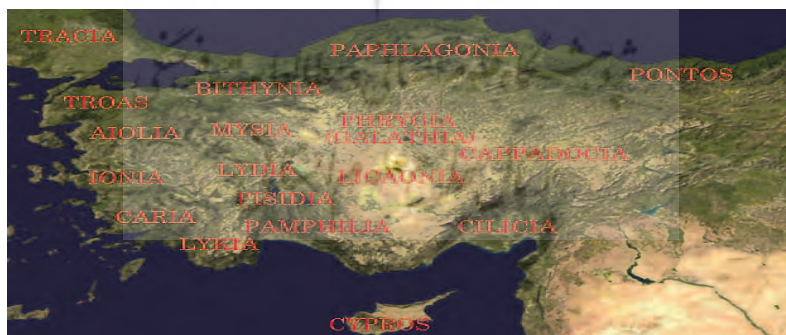 TRACIA
PAPHLAGONIA
PONTOS
BITHYNIA
TROAS
PHRYGIA
AIOLIA
MYSIA
(GALATHIA)
CAPPADOCIA
LYDIA
IONIA
LICAONIA
PISIDIA
CARIA
PAMPHILIA
CILICIA
LYKIA
CYPROS